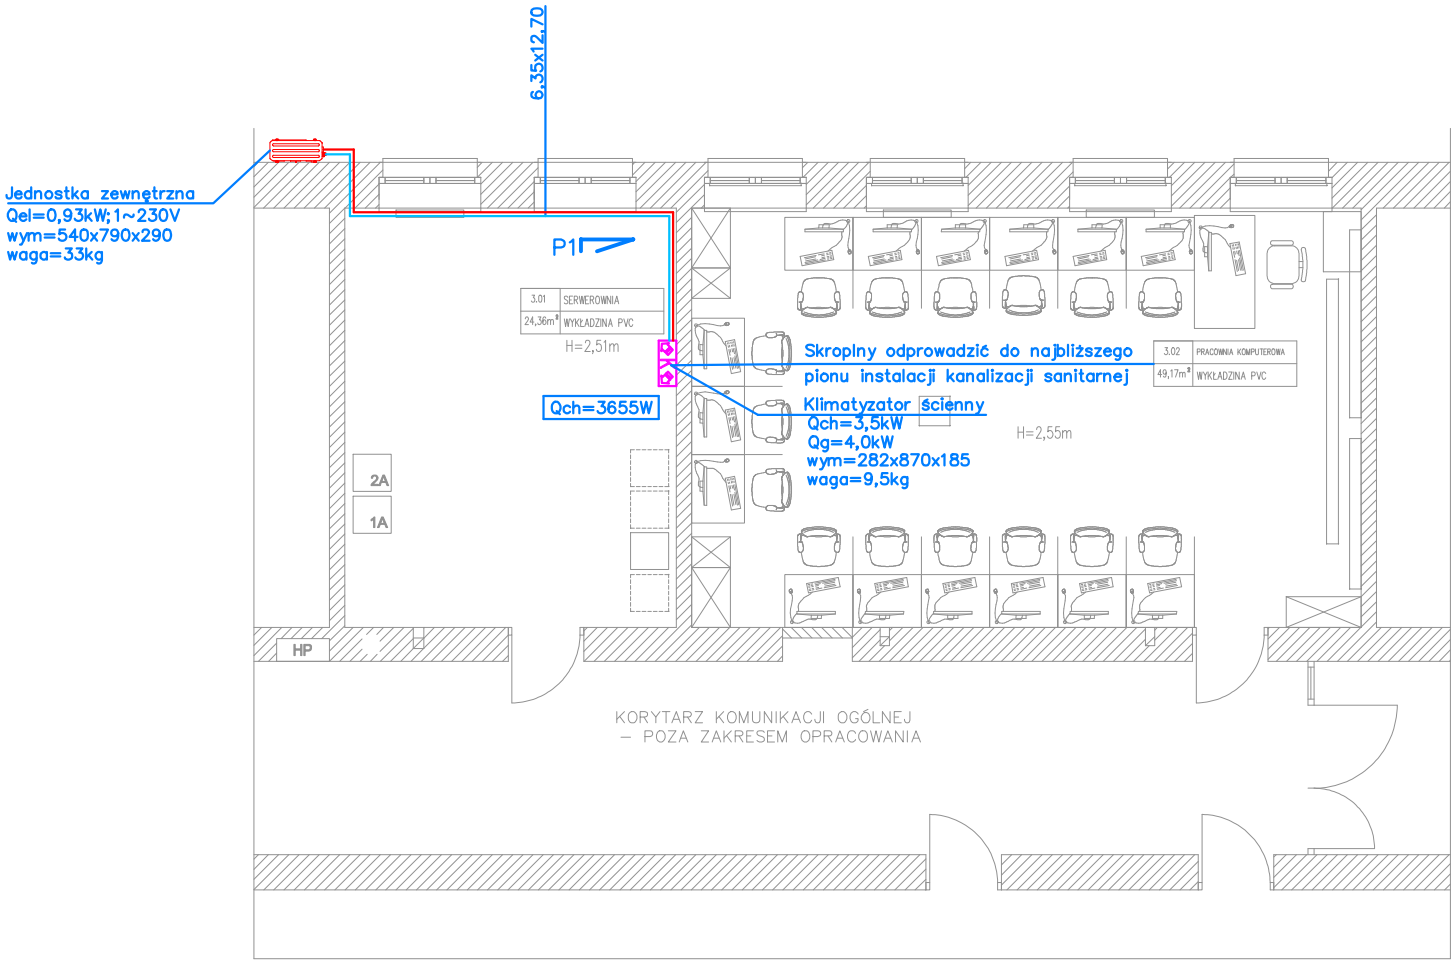 6,35x12,70
Jednostka zewnętrzna
Qel=0,93kW; 1~230V
wym=540x790x290
waga=33kg
P1
3.01 SERWEROWNIA
24,36m² WYKŁADZINA PVC
H=2,51m
Qch=3655W
Skroplny odprowadzić do najbliższego
pionu instalacji kanalizacji sanitarnej
3.02 PRACOWNIA KOMPUTEROWA
49,17m² WYKŁADZINA PVC
Klimatyzator ścienny
Qch=3,5kW
Qg=4,0kW
wym=282x870x185
waga=9,5kg
H=2,55m
2A
1A
HP
KORYTARZ KOMUNIKACJI OGÓLNEJ
– POZA ZAKRESEM OPRACOWANIA